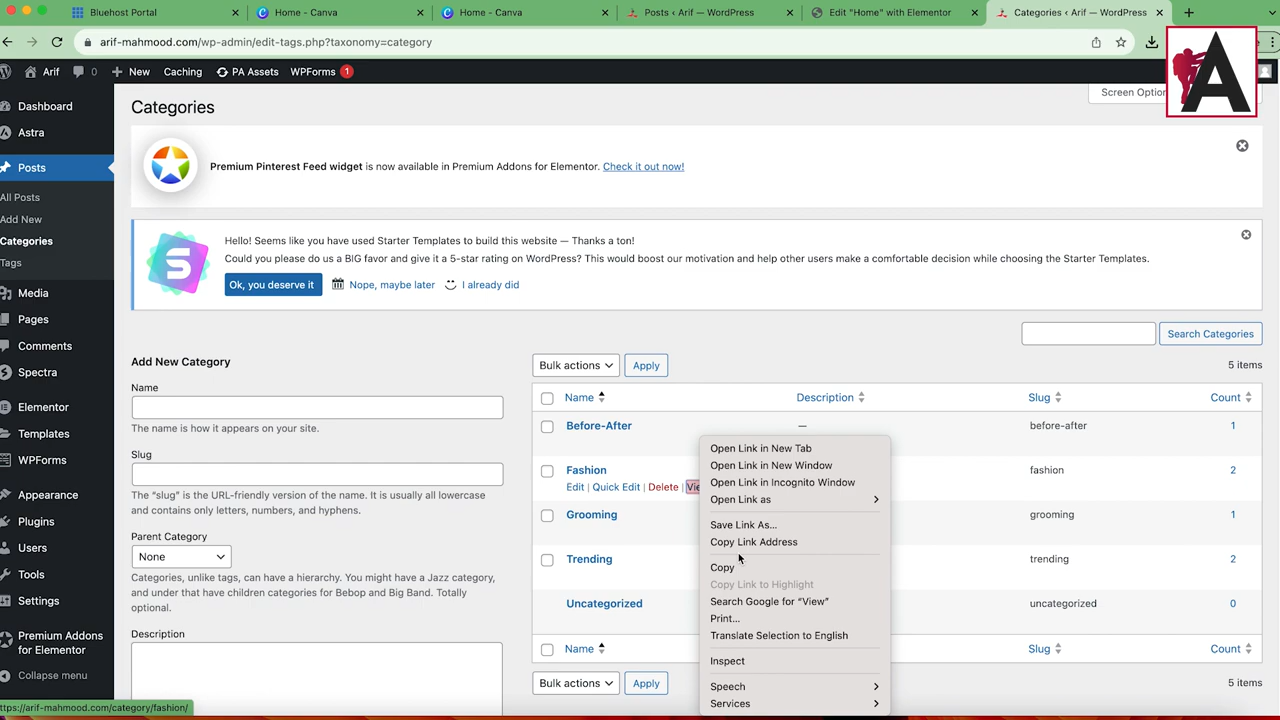 Bluehost Portal
Home - Canva
Home - Canva
Posts ‹ Arif — WordPress
Edit "Home" with Elementor
Categories ‹ Arif — WordPress
arif-mahmood.com/wp-admin/edit-tags.php?taxonomy=category
Arif
0
New
Caching
PA Assets
WPForms
1
A
Screen Optio
Dashboard
Astra
Posts
All Posts
Add New
Categories
Tags
Media
Pages
Comments
Spectra
Elementor
Templates
WPForms
Appearance
Plugins
Users
Tools
Settings
Premium Addons
for Elementor
Collapse menu
Categories
Premium Pinterest Feed widget is now available in Premium Addons for Elementor. Check it out now!
S
Hello! Seems like you have used Starter Templates to build this website — Thanks a ton!
Could you please do us a BIG favor and give it a 5-star rating on WordPress? This would boost our motivation and help other users make a comfortable decision while choosing the Starter Templates.
Ok, you deserve it
Nope, maybe later
I already did
Search Categories
Add New Category
Name
The name is how it appears on your site.
Slug
The “slug” is the URL-friendly version of the name. It is usually all lowercase
and contains only letters, numbers, and hyphens.
Parent Category
None
Categories, unlike tags, can have a hierarchy. You might have a Jazz category,
and under that have children categories for Bebop and Big Band. Totally
optional.
Description
Bulk actions
Apply
5 items
Name Description Slug Count
Before-After — before-after 1
Fashion fashion 2
Edit | Quick Edit | Delete | Vie
Grooming grooming 1
Trending trending 2
Uncategorized uncategorized 0
Name Slug Count
Bulk actions
Apply
5 items
Open Link in New Tab
Open Link in New Window
Open Link in Incognito Window
Open Link as
Save Link As...
Copy Link Address
Copy
Copy Link to Highlight
Search Google for “View”
Print...
Translate Selection to English
Inspect
Speech
Services
ttps://arif-mahmood.com/category/fashion/